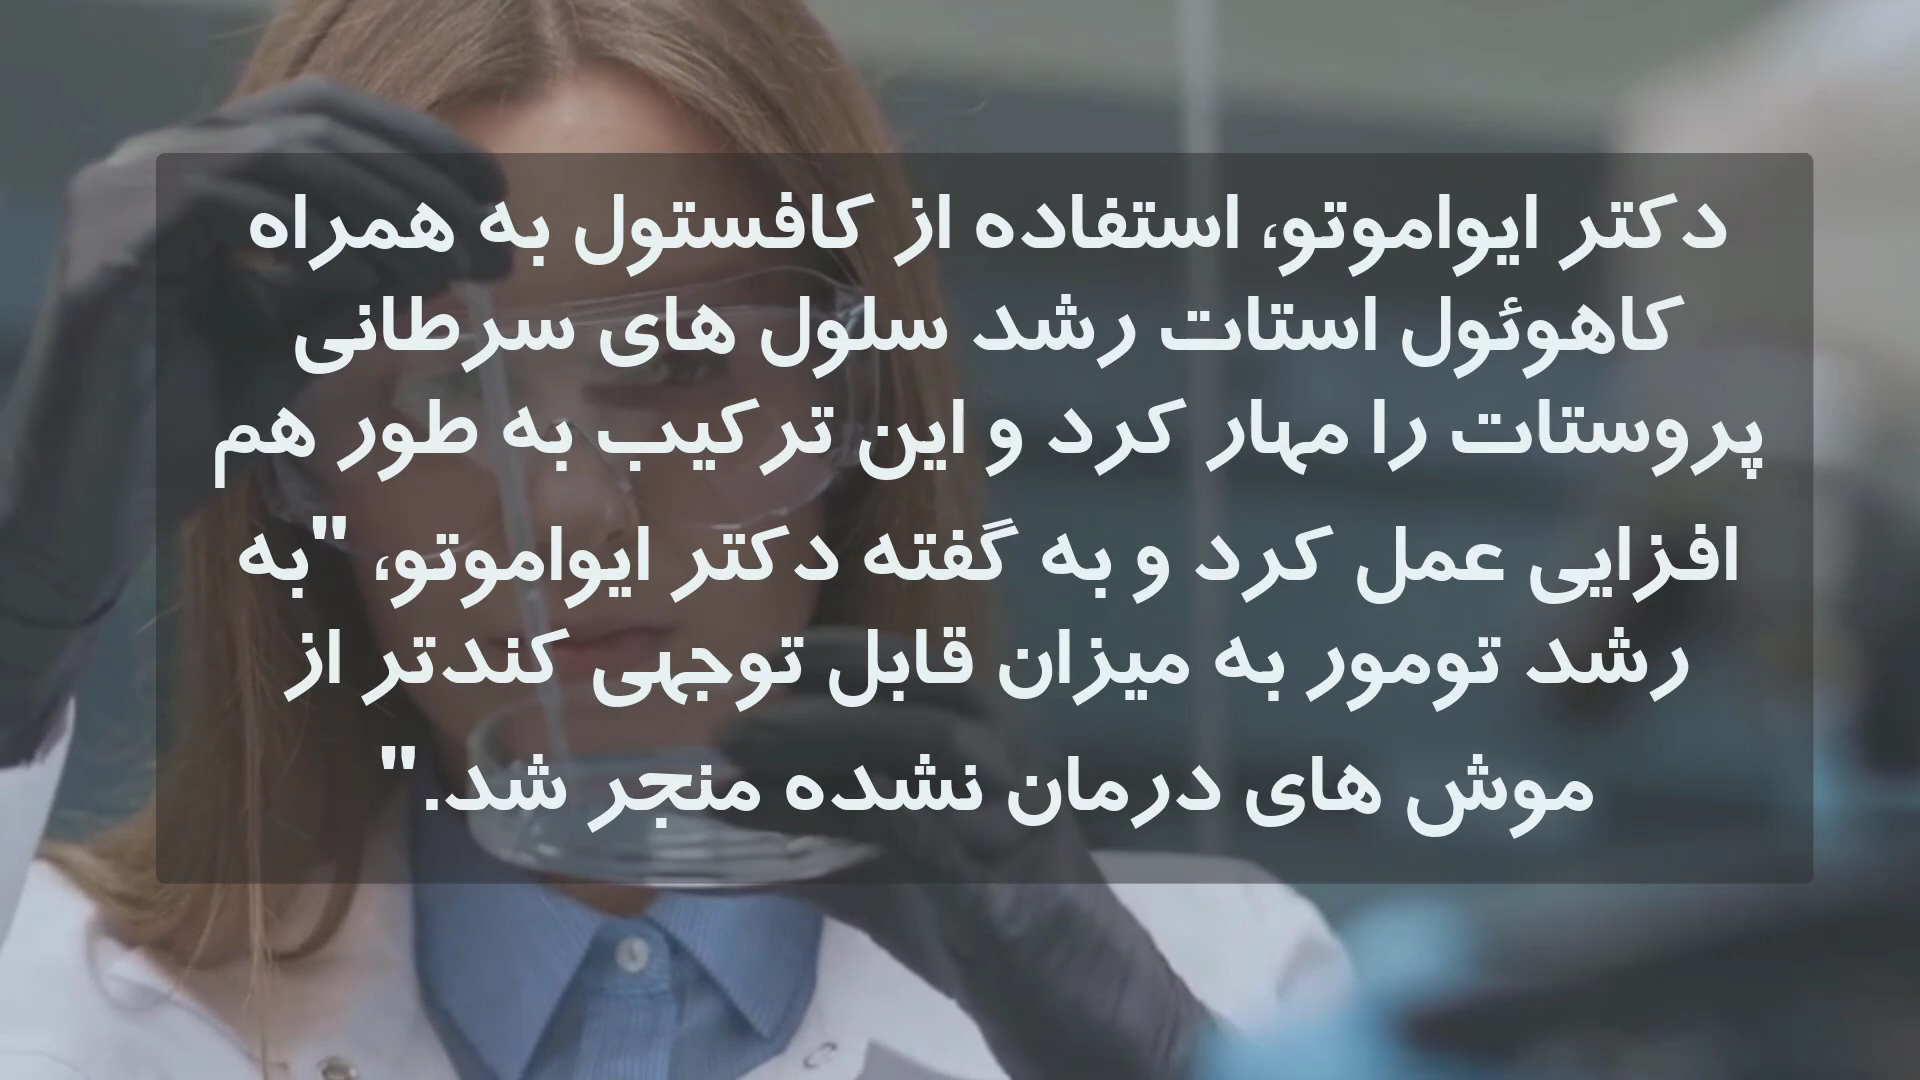 دکتر ایواموتو، استفاده از کافستول به همراه
کاهوئول استات رشد سلول های سرطانی
پروستات را مهار کرد و این ترکیب به طور هم
افزایی عمل کرد و به گفته دکتر ایواموتو، "به
رشد تومور به میزان قابل توجهی کندتر از
موش های درمان نشده منجر شد."